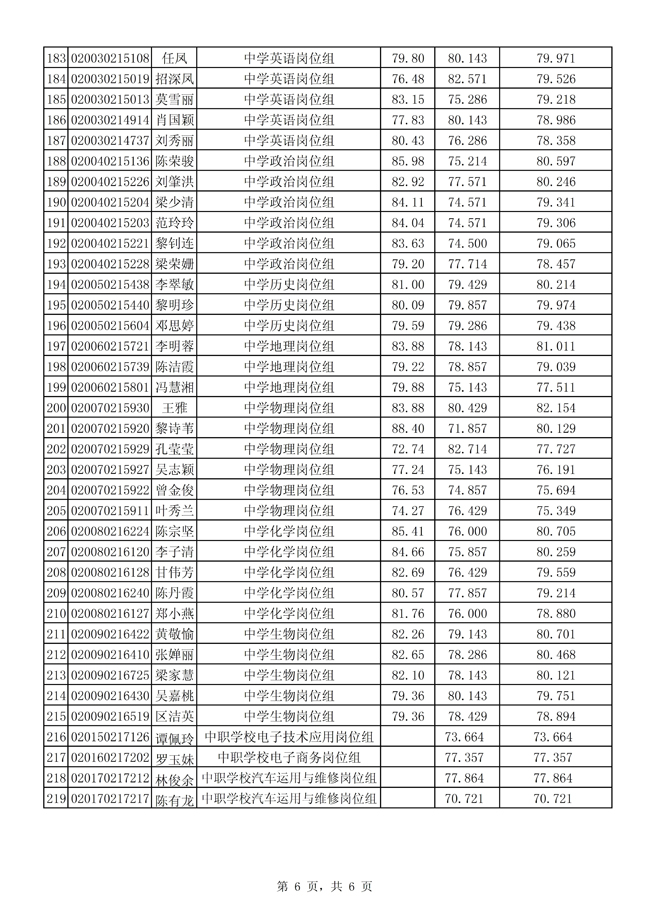 183 020030215108 任凤 中学英语岗位组 79.80 80.143 79.971
184 020030215019 招深凤 中学英语岗位组 76.48 82.571 79.526
185 020030215013 莫雪丽 中学英语岗位组 83.15 75.286 79.218
186 020030214914 肖国颖 中学英语岗位组 77.83 80.143 78.986
187 020030214737 刘秀丽 中学英语岗位组 80.43 76.286 78.358
188 020040215136 陈荣骏 中学政治岗位组 85.98 75.214 80.597
189 020040215226 刘肇洪 中学政治岗位组 82.92 77.571 80.246
190 020040215204 梁少清 中学政治岗位组 84.11 74.571 79.341
191 020040215203 范玲玲 中学政治岗位组 84.04 74.571 79.306
192 020040215221 黎钊连 中学政治岗位组 83.63 74.500 79.065
193 020040215228 梁荣姗 中学政治岗位组 79.20 77.714 78.457
194 020050215438 李翠敏 中学历史岗位组 81.00 79.429 80.214
195 020050215440 黎明珍 中学历史岗位组 80.09 79.857 79.974
196 020050215604 邓思婷 中学历史岗位组 79.59 79.286 79.438
197 020060215721 李明蓉 中学地理岗位组 83.88 78.143 81.011
198 020060215739 陈洁霞 中学地理岗位组 79.22 78.857 79.039
199 020060215801 冯慧湘 中学地理岗位组 79.88 75.143 77.511
200 020070215930 王雅 中学物理岗位组 83.88 80.429 82.154
201 020070215920 黎诗苇 中学物理岗位组 88.40 71.857 80.129
202 020070215929 孔莹莹 中学物理岗位组 72.74 82.714 77.727
203 020070215927 吴志颖 中学物理岗位组 77.24 75.143 76.191
204 020070215922 曾金俊 中学物理岗位组 76.53 74.857 75.694
205 020070215911 叶秀兰 中学物理岗位组 74.27 76.429 75.349
206 020080216224 陈宗坚 中学化学岗位组 85.41 76.000 80.705
207 020080216120 李子清 中学化学岗位组 84.66 75.857 80.259
208 020080216128 甘伟芳 中学化学岗位组 82.69 76.429 79.559
209 020080216240 陈丹霞 中学化学岗位组 80.57 77.857 79.214
210 020080216127 郑小燕 中学化学岗位组 81.76 76.000 78.880
211 020090216422 黄敬愉 中学生物岗位组 82.26 79.143 80.701
212 020090216410 张婵丽 中学生物岗位组 82.65 78.286 80.468
213 020090216725 梁家慧 中学生物岗位组 82.10 78.143 80.121
214 020090216430 吴嘉桃 中学生物岗位组 79.36 80.143 79.751
215 020090216519 区洁英 中学生物岗位组 79.36 78.429 78.894
216 020150217126 谭佩玲 中职学校电子技术应用岗位组 73.664 73.664
217 020160217202 罗玉妹 中职学校电子商务岗位组 77.357 77.357
218 020170217212 林俊余 中职学校汽车运用与维修岗位组 77.864 77.864
219 020170217217 陈有龙 中职学校汽车运用与维修岗位组 70.721 70.721
第 6 页，共 6 页